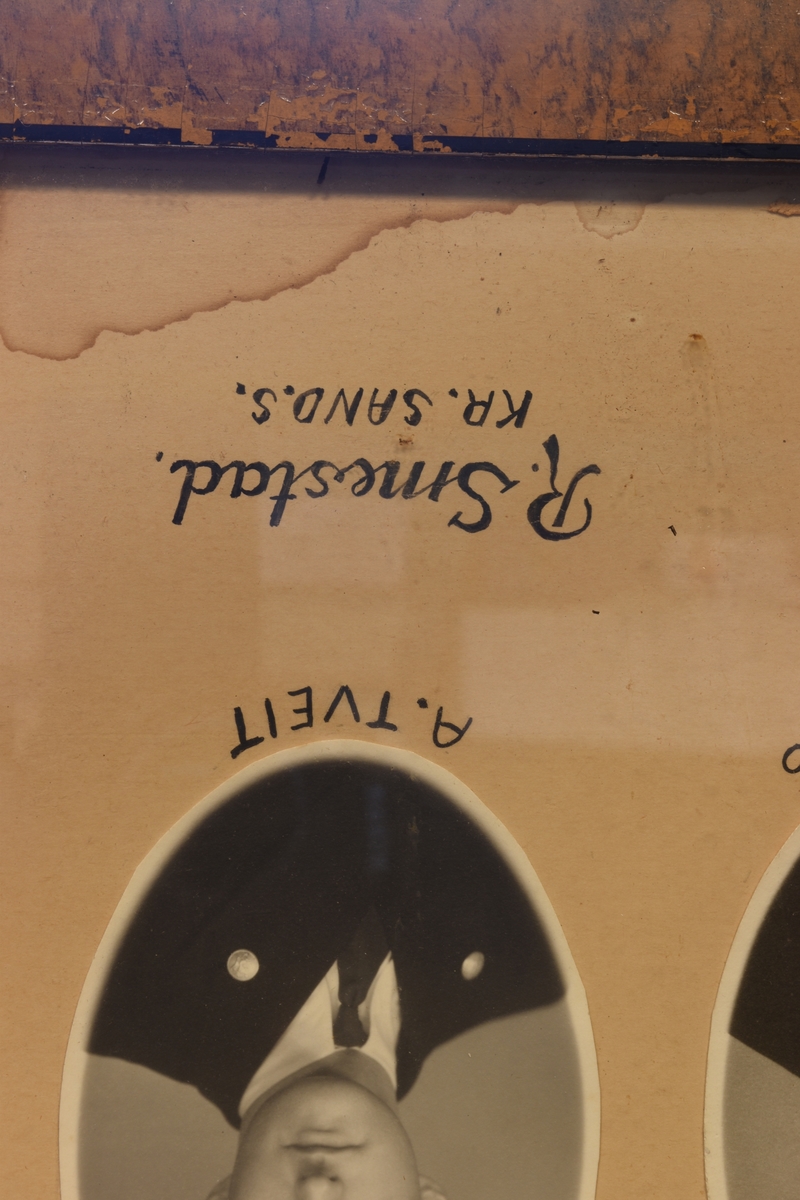 A. TVEIT
R. Smestad.
KR. SAND.S.